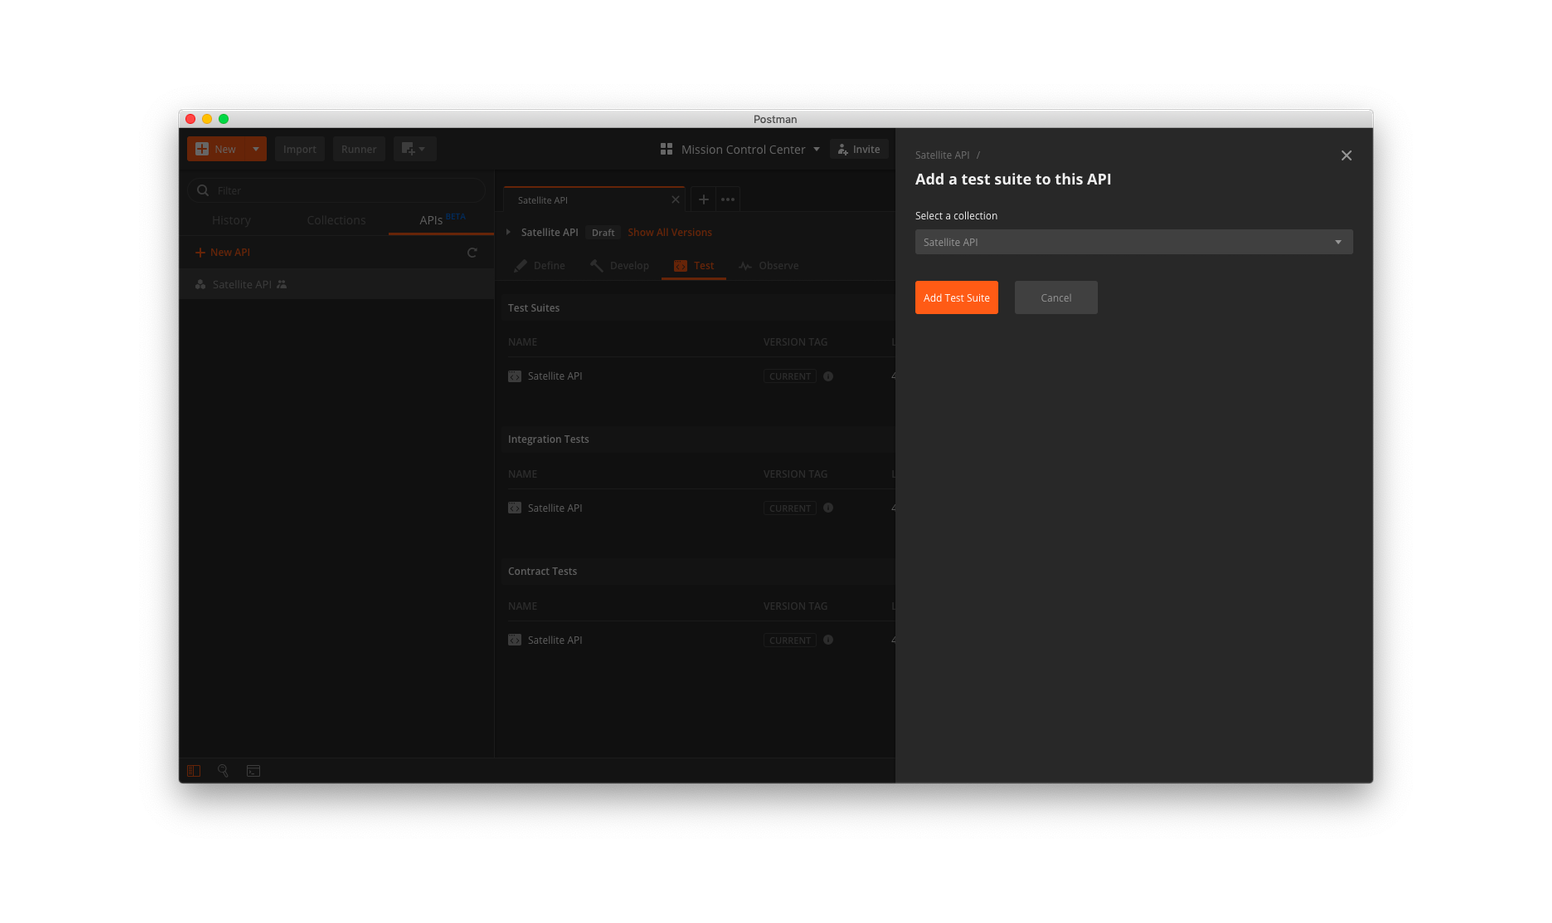 Postman
New
Import
Runner
Mission Control Center
Invite
Filter
History
Collections
APIs BETA
New API
Satellite API
Satellite API
Satellite API
Draft
Show All Versions
Define
Develop
Test
Observe
Test Suites
NAME
VERSION TAG
Satellite API
CURRENT
Integration Tests
NAME
VERSION TAG
Satellite API
CURRENT
Contract Tests
NAME
VERSION TAG
Satellite API
CURRENT
Satellite API /
Add a test suite to this API
Select a collection
Satellite API
Add Test Suite
Cancel